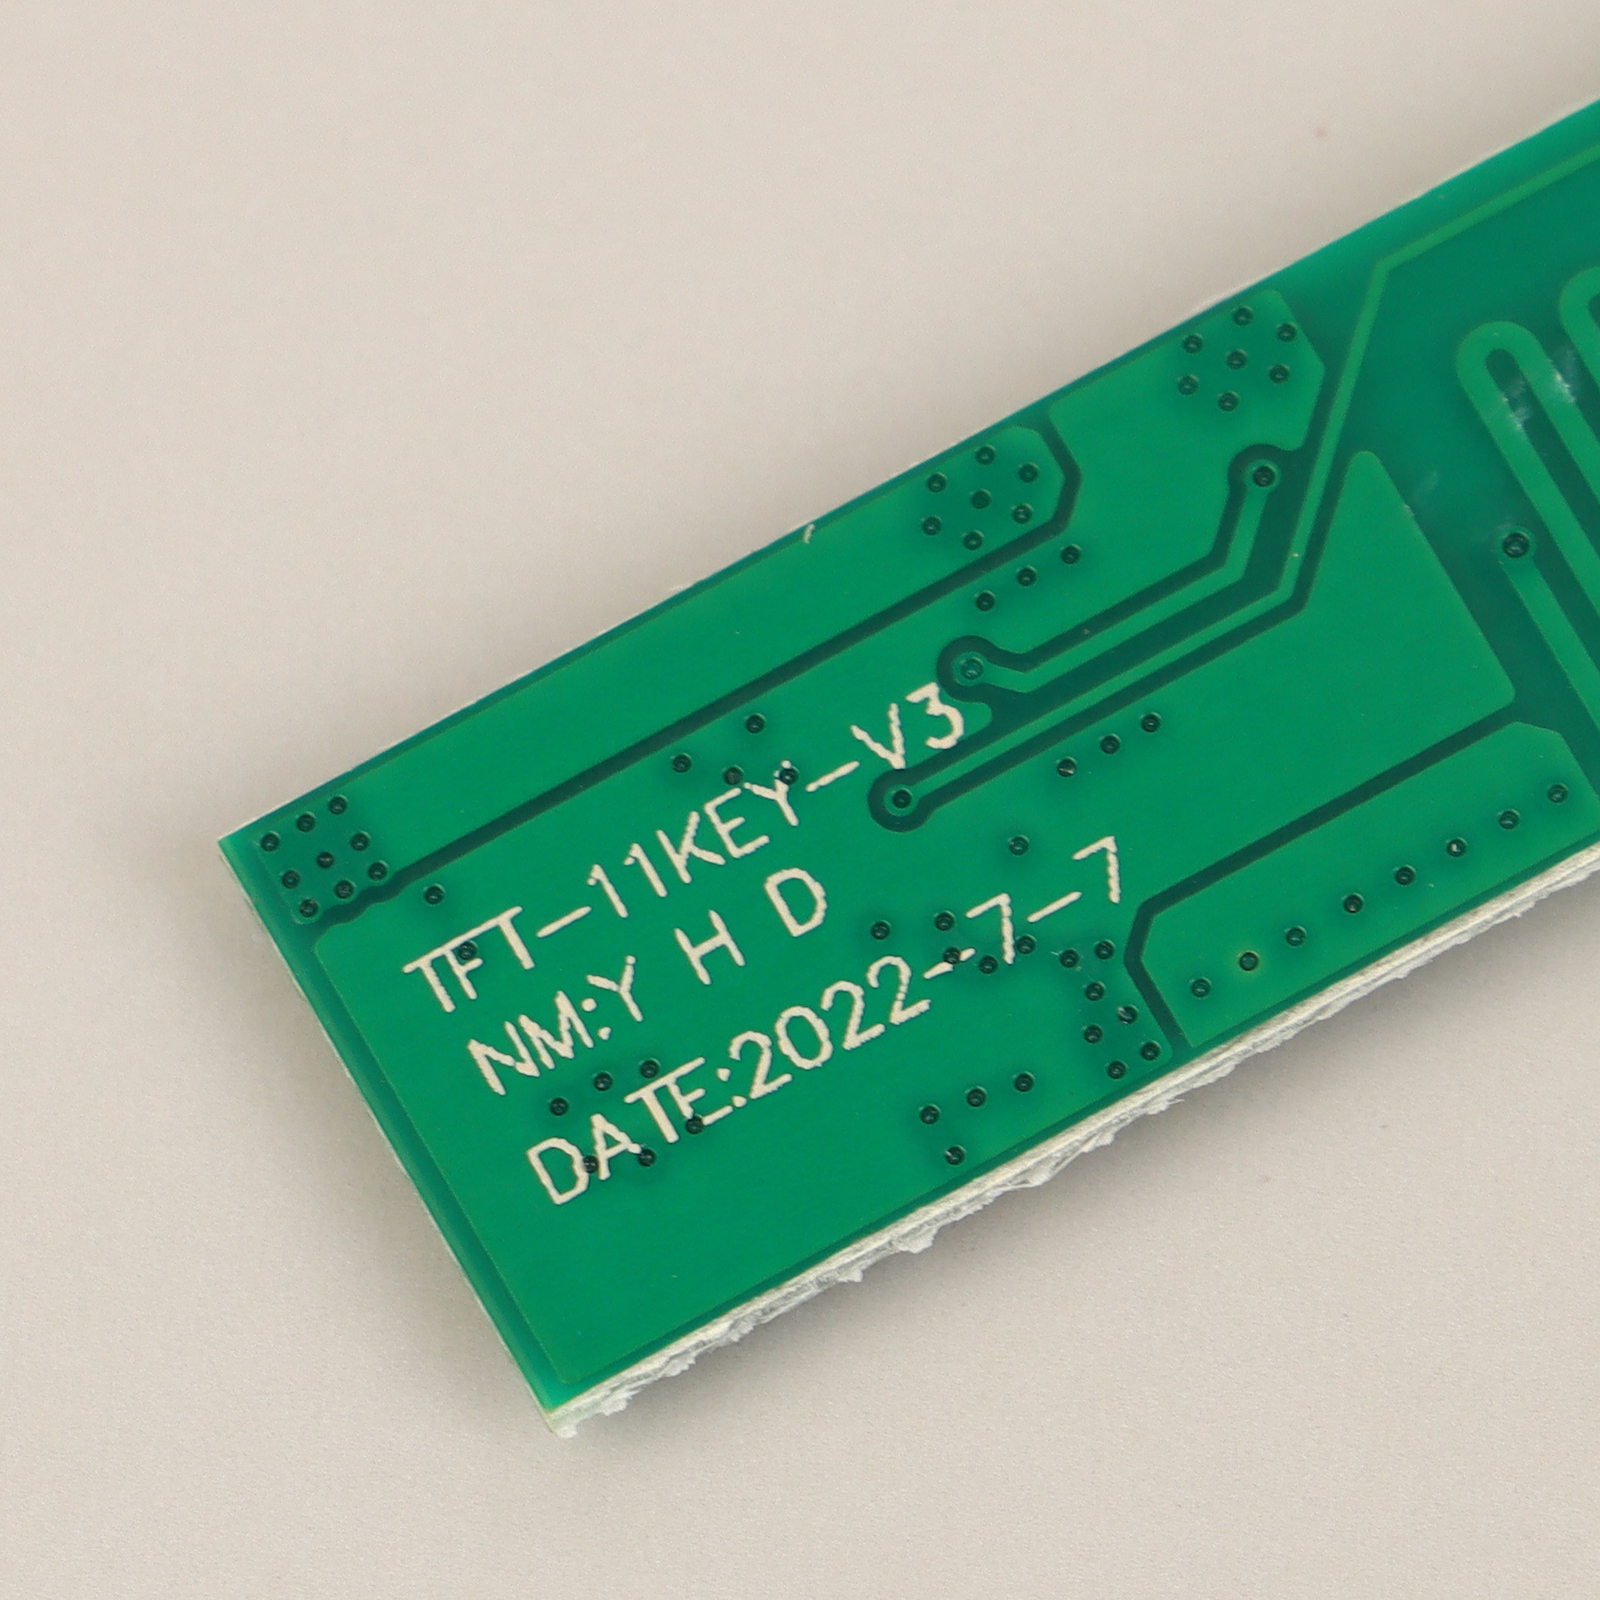 TFT-11KEY-V3
NM:Y H D
DATE:2022-7-7